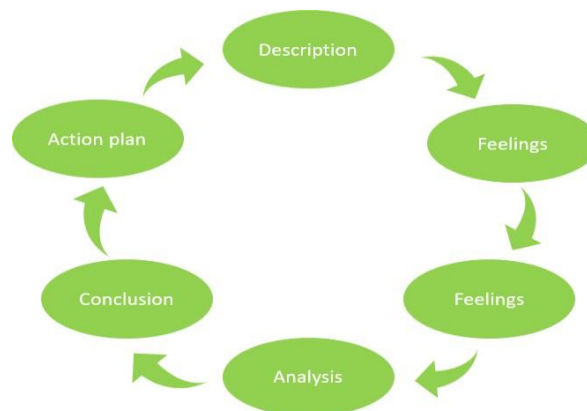 Description
Feelings
Feelings
Analysis
Conclusion
Action plan